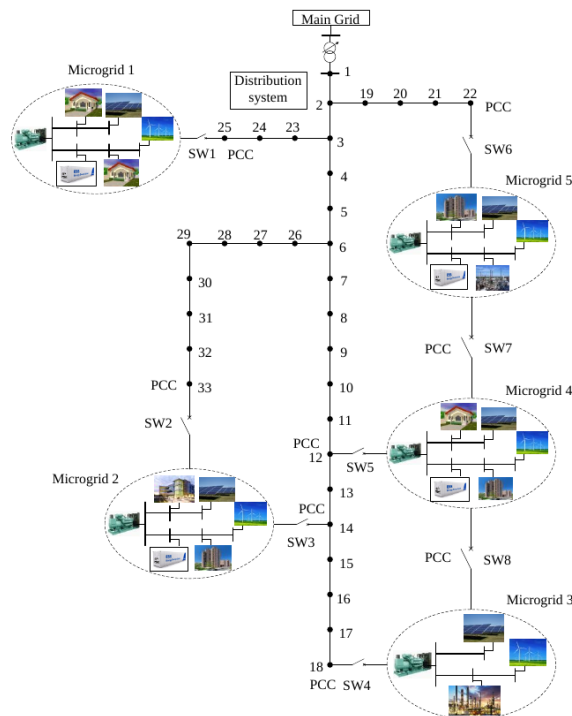 Main Grid
1
Microgrid 1
Distribution
system
2
19
20
21
22
PCC
25
24
23
3
SW1
PCC
SW6
4
Microgrid 5
5
29
28
27
26
6
30
7
31
8
32
9
PCC
SW7
PCC
33
10
Microgrid 4
SW2
11
PCC
12
SW5
Microgrid 2
13
PCC
14
SW3
15
PCC
SW8
16
Microgrid 3
17
18
PCC
SW4